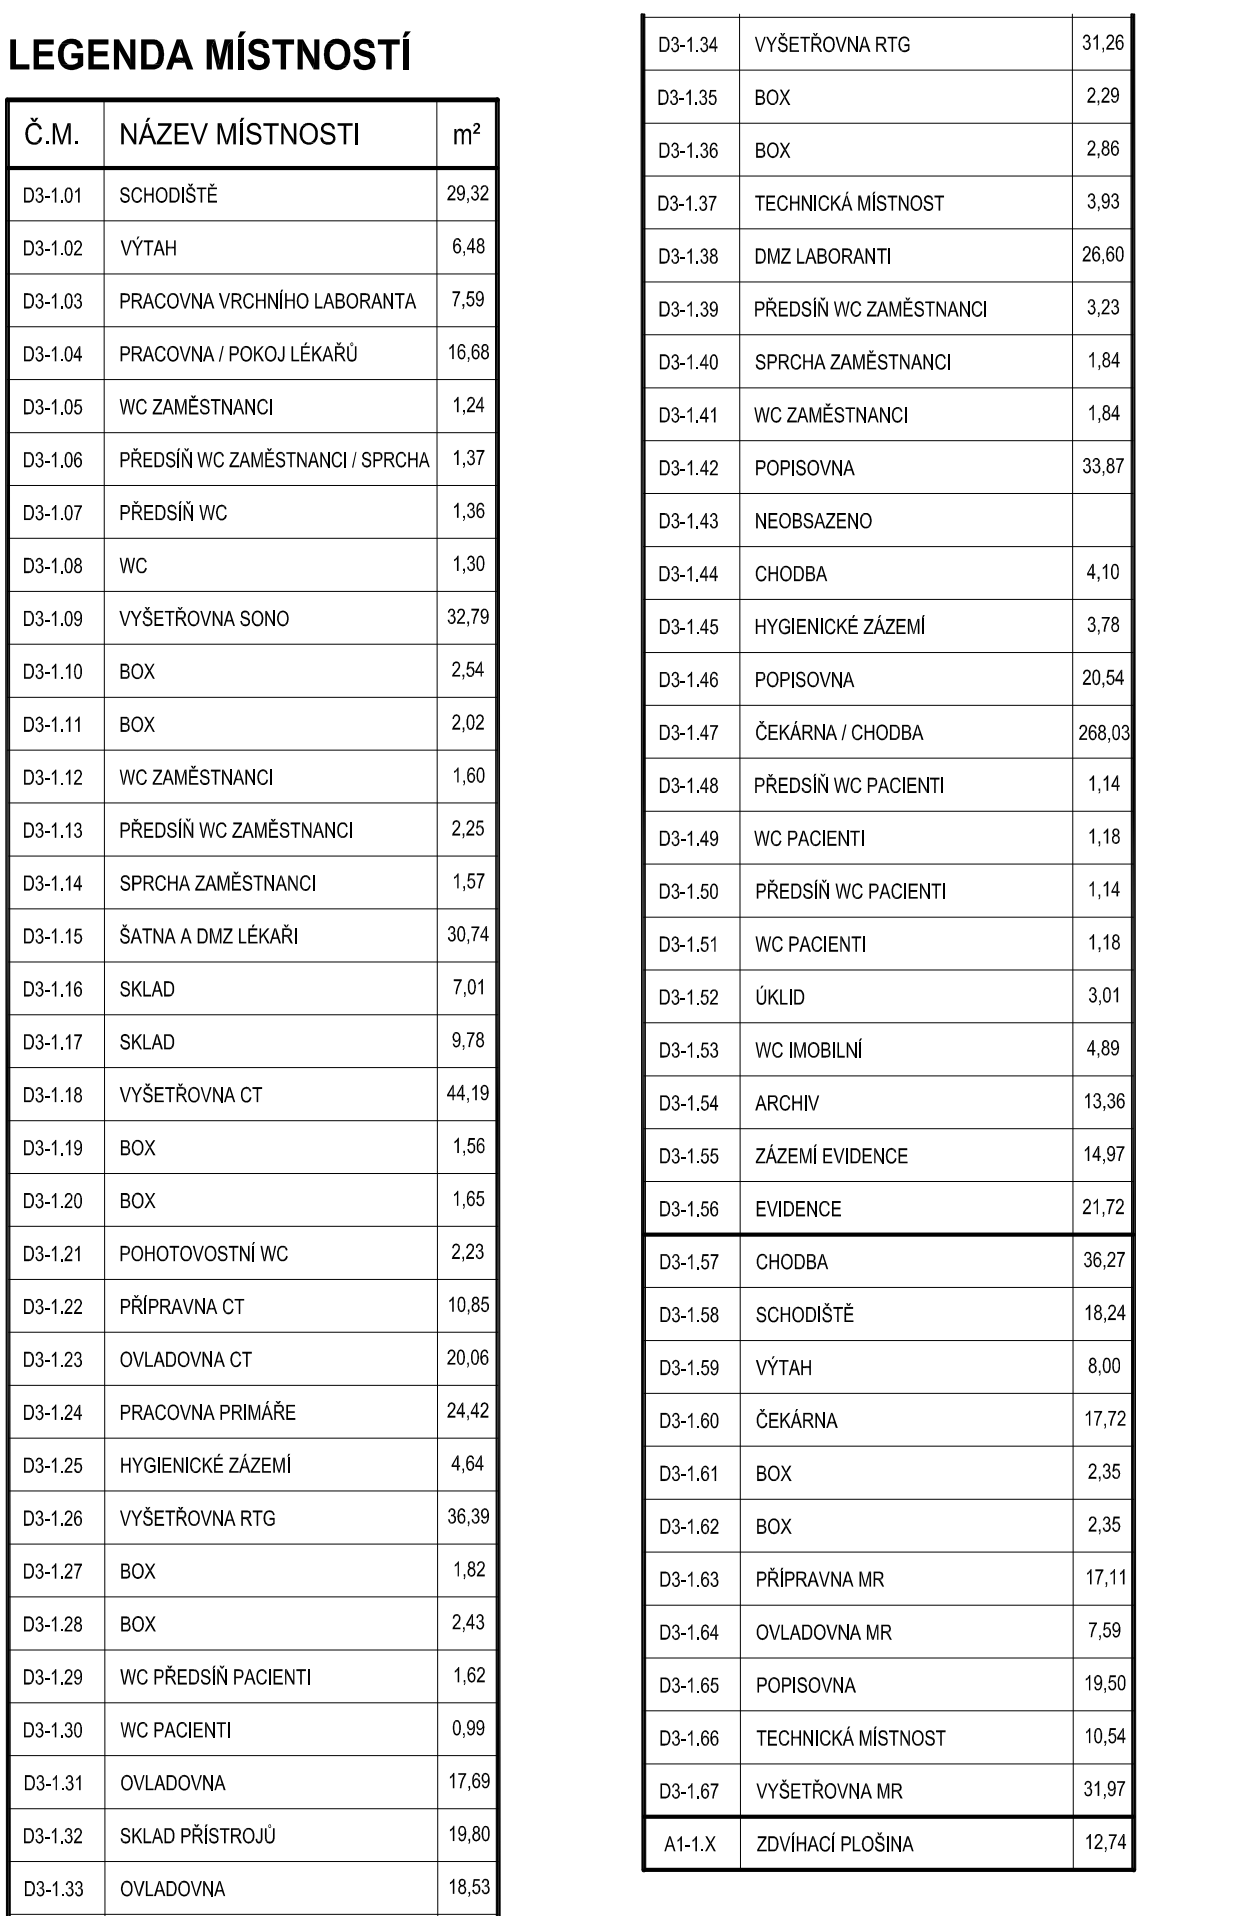 LEGENDA MÍSTNOSTÍ
Č.M. NÁZEV MÍSTNOSTI m²
D3-1.01 SCHODIŠTĚ 29,32
D3-1.02 VÝTAH 6,48
D3-1.03 PRACOVNA VRCHNÍHO LABORANTA 7,59
D3-1.04 PRACOVNA / POKOJ LÉKAŘŮ 16,68
D3-1.05 WC ZAMĚSTNANCI 1,24
D3-1.06 PŘEDSÍŇ WC ZAMĚSTNANCI / SPRCHA 1,37
D3-1.07 PŘEDSÍŇ WC 1,36
D3-1.08 WC 1,30
D3-1.09 VYŠETŘOVNA SONO 32,79
D3-1.10 BOX 2,54
D3-1.11 BOX 2,02
D3-1.12 WC ZAMĚSTNANCI 1,60
D3-1.13 PŘEDSÍŇ WC ZAMĚSTNANCI 2,25
D3-1.14 SPRCHA ZAMĚSTNANCI 1,57
D3-1.15 ŠATNA A DMZ LÉKAŘI 30,74
D3-1.16 SKLAD 7,01
D3-1.17 SKLAD 9,78
D3-1.18 VYŠETŘOVNA CT 44,19
D3-1.19 BOX 1,56
D3-1.20 BOX 1,65
D3-1.21 POHOTOVOSTNÍ WC 2,23
D3-1.22 PŘÍPRAVNA CT 10,85
D3-1.23 OVLADOVNA CT 20,06
D3-1.24 PRACOVNA PRIMÁŘE 24,42
D3-1.25 HYGIENICKÉ ZÁZEMÍ 4,64
D3-1.26 VYŠETŘOVNA RTG 36,39
D3-1.27 BOX 1,82
D3-1.28 BOX 2,43
D3-1.29 WC PŘEDSÍŇ PACIENTI 1,62
D3-1.30 WC PACIENTI 0,99
D3-1.31 OVLADOVNA 17,69
D3-1.32 SKLAD PŘÍSTROJŮ 19,80
D3-1.33 OVLADOVNA 18,53
D3-1.34 VYŠETŘOVNA RTG 31,26
D3-1.35 BOX 2,29
D3-1.36 BOX 2,86
D3-1.37 TECHNICKÁ MÍSTNOST 3,93
D3-1.38 DMZ LABORANTI 26,60
D3-1.39 PŘEDSÍŇ WC ZAMĚSTNANCI 3,23
D3-1.40 SPRCHA ZAMĚSTNANCI 1,84
D3-1.41 WC ZAMĚSTNANCI 1,84
D3-1.42 POPISOVNA 33,87
D3-1.43 NEOBSAZENO
D3-1.44 CHODBA 4,10
D3-1.45 HYGIENICKÉ ZÁZEMÍ 3,78
D3-1.46 POPISOVNA 20,54
D3-1.47 ČEKÁRNA / CHODBA 268,03
D3-1.48 PŘEDSÍŇ WC PACIENTI 1,14
D3-1.49 WC PACIENTI 1,18
D3-1.50 PŘEDSÍŇ WC PACIENTI 1,14
D3-1.51 WC PACIENTI 1,18
D3-1.52 ÚKLID 3,01
D3-1.53 WC IMOBILNÍ 4,89
D3-1.54 ARCHIV 13,36
D3-1.55 ZÁZEMÍ EVIDENCE 14,97
D3-1.56 EVIDENCE 21,72
D3-1.57 CHODBA 36,27
D3-1.58 SCHODIŠTĚ 18,24
D3-1.59 VÝTAH 8,00
D3-1.60 ČEKÁRNA 17,72
D3-1.61 BOX 2,35
D3-1.62 BOX 2,35
D3-1.63 PŘÍPRAVNA MR 17,11
D3-1.64 OVLADOVNA MR 7,59
D3-1.65 POPISOVNA 19,50
D3-1.66 TECHNICKÁ MÍSTNOST 10,54
D3-1.67 VYŠETŘOVNA MR 31,97
A1-1.X ZDVÍHACÍ PLOŠINA 12,74